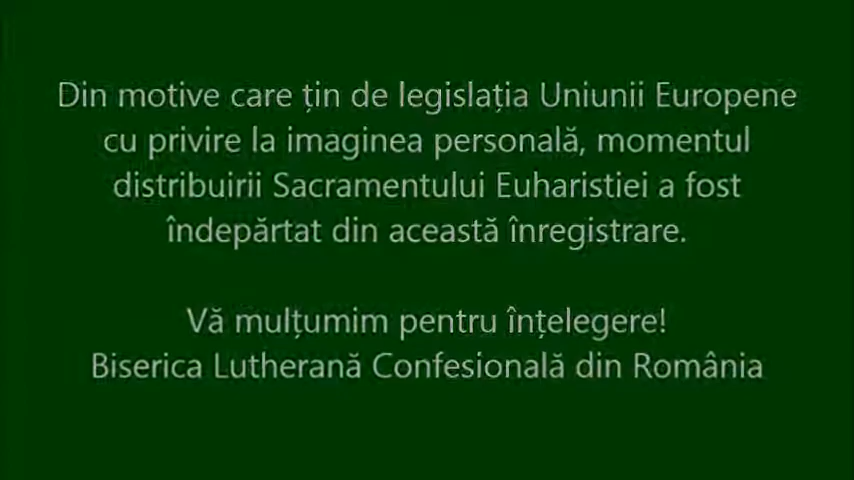 Din motive care țin de legislația Uniunii Europene
cu privire la imaginea personală, momentul
distribuirii Sacramentului Euharistiei a fost
îndepărtat din această înregistrare.
Vă mulțumim pentru înțelegere!
Biserica Lutherană Confesională din România